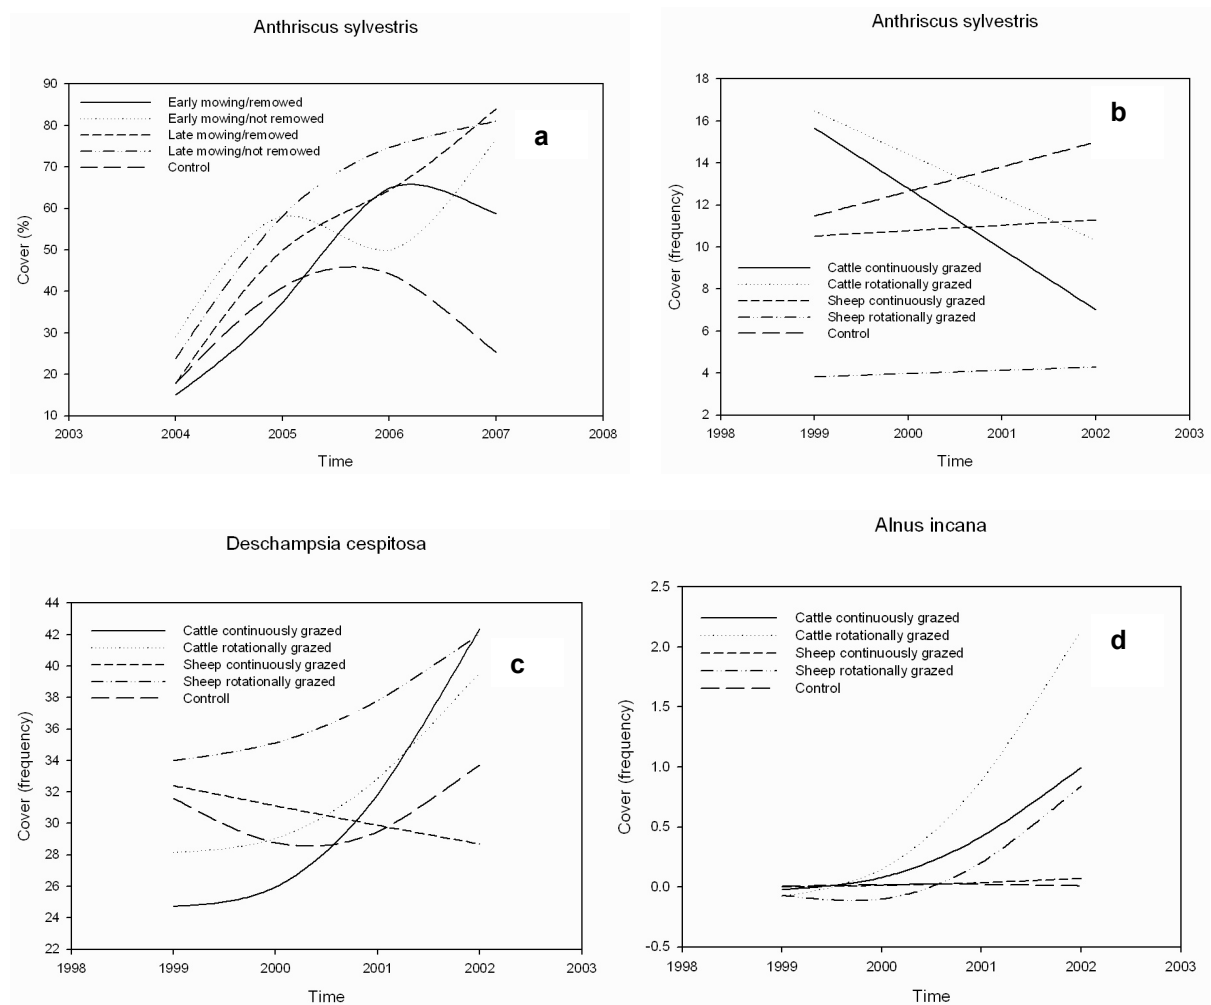 Anthriscus sylvestris
a
Cover (%)
90
80
70
60
50
40
30
20
10
Early mowing/removed
Early mowing/not removed
Late mowing/removed
Late mowing/not removed
Control
2003
2004
2005
2006
2007
2008
Time
Anthriscus sylvestris
b
Cover (frequency)
18
16
14
12
10
8
6
4
2
Cattle continuously grazed
Cattle rotationally grazed
Sheep continuously grazed
Sheep rotationally grazed
Control
1998
1999
2000
2001
2002
2003
Time
Deschampsia cespitosa
c
Cover (frequency)
44
42
40
38
36
34
32
30
28
26
24
22
Cattle continuously grazed
Cattle rotationally grazed
Sheep continuously grazed
Sheep rotationally grazed
Controll
1998
1999
2000
2001
2002
2003
Time
Alnus incana
d
Cover (frequency)
2.5
2.0
1.5
1.0
0.5
0.0
-0.5
Cattle continuously grazed
Cattle rotationally grazed
Sheep continuously grazed
Sheep rotationally grazed
Control
1998
1999
2000
2001
2002
2003
Time